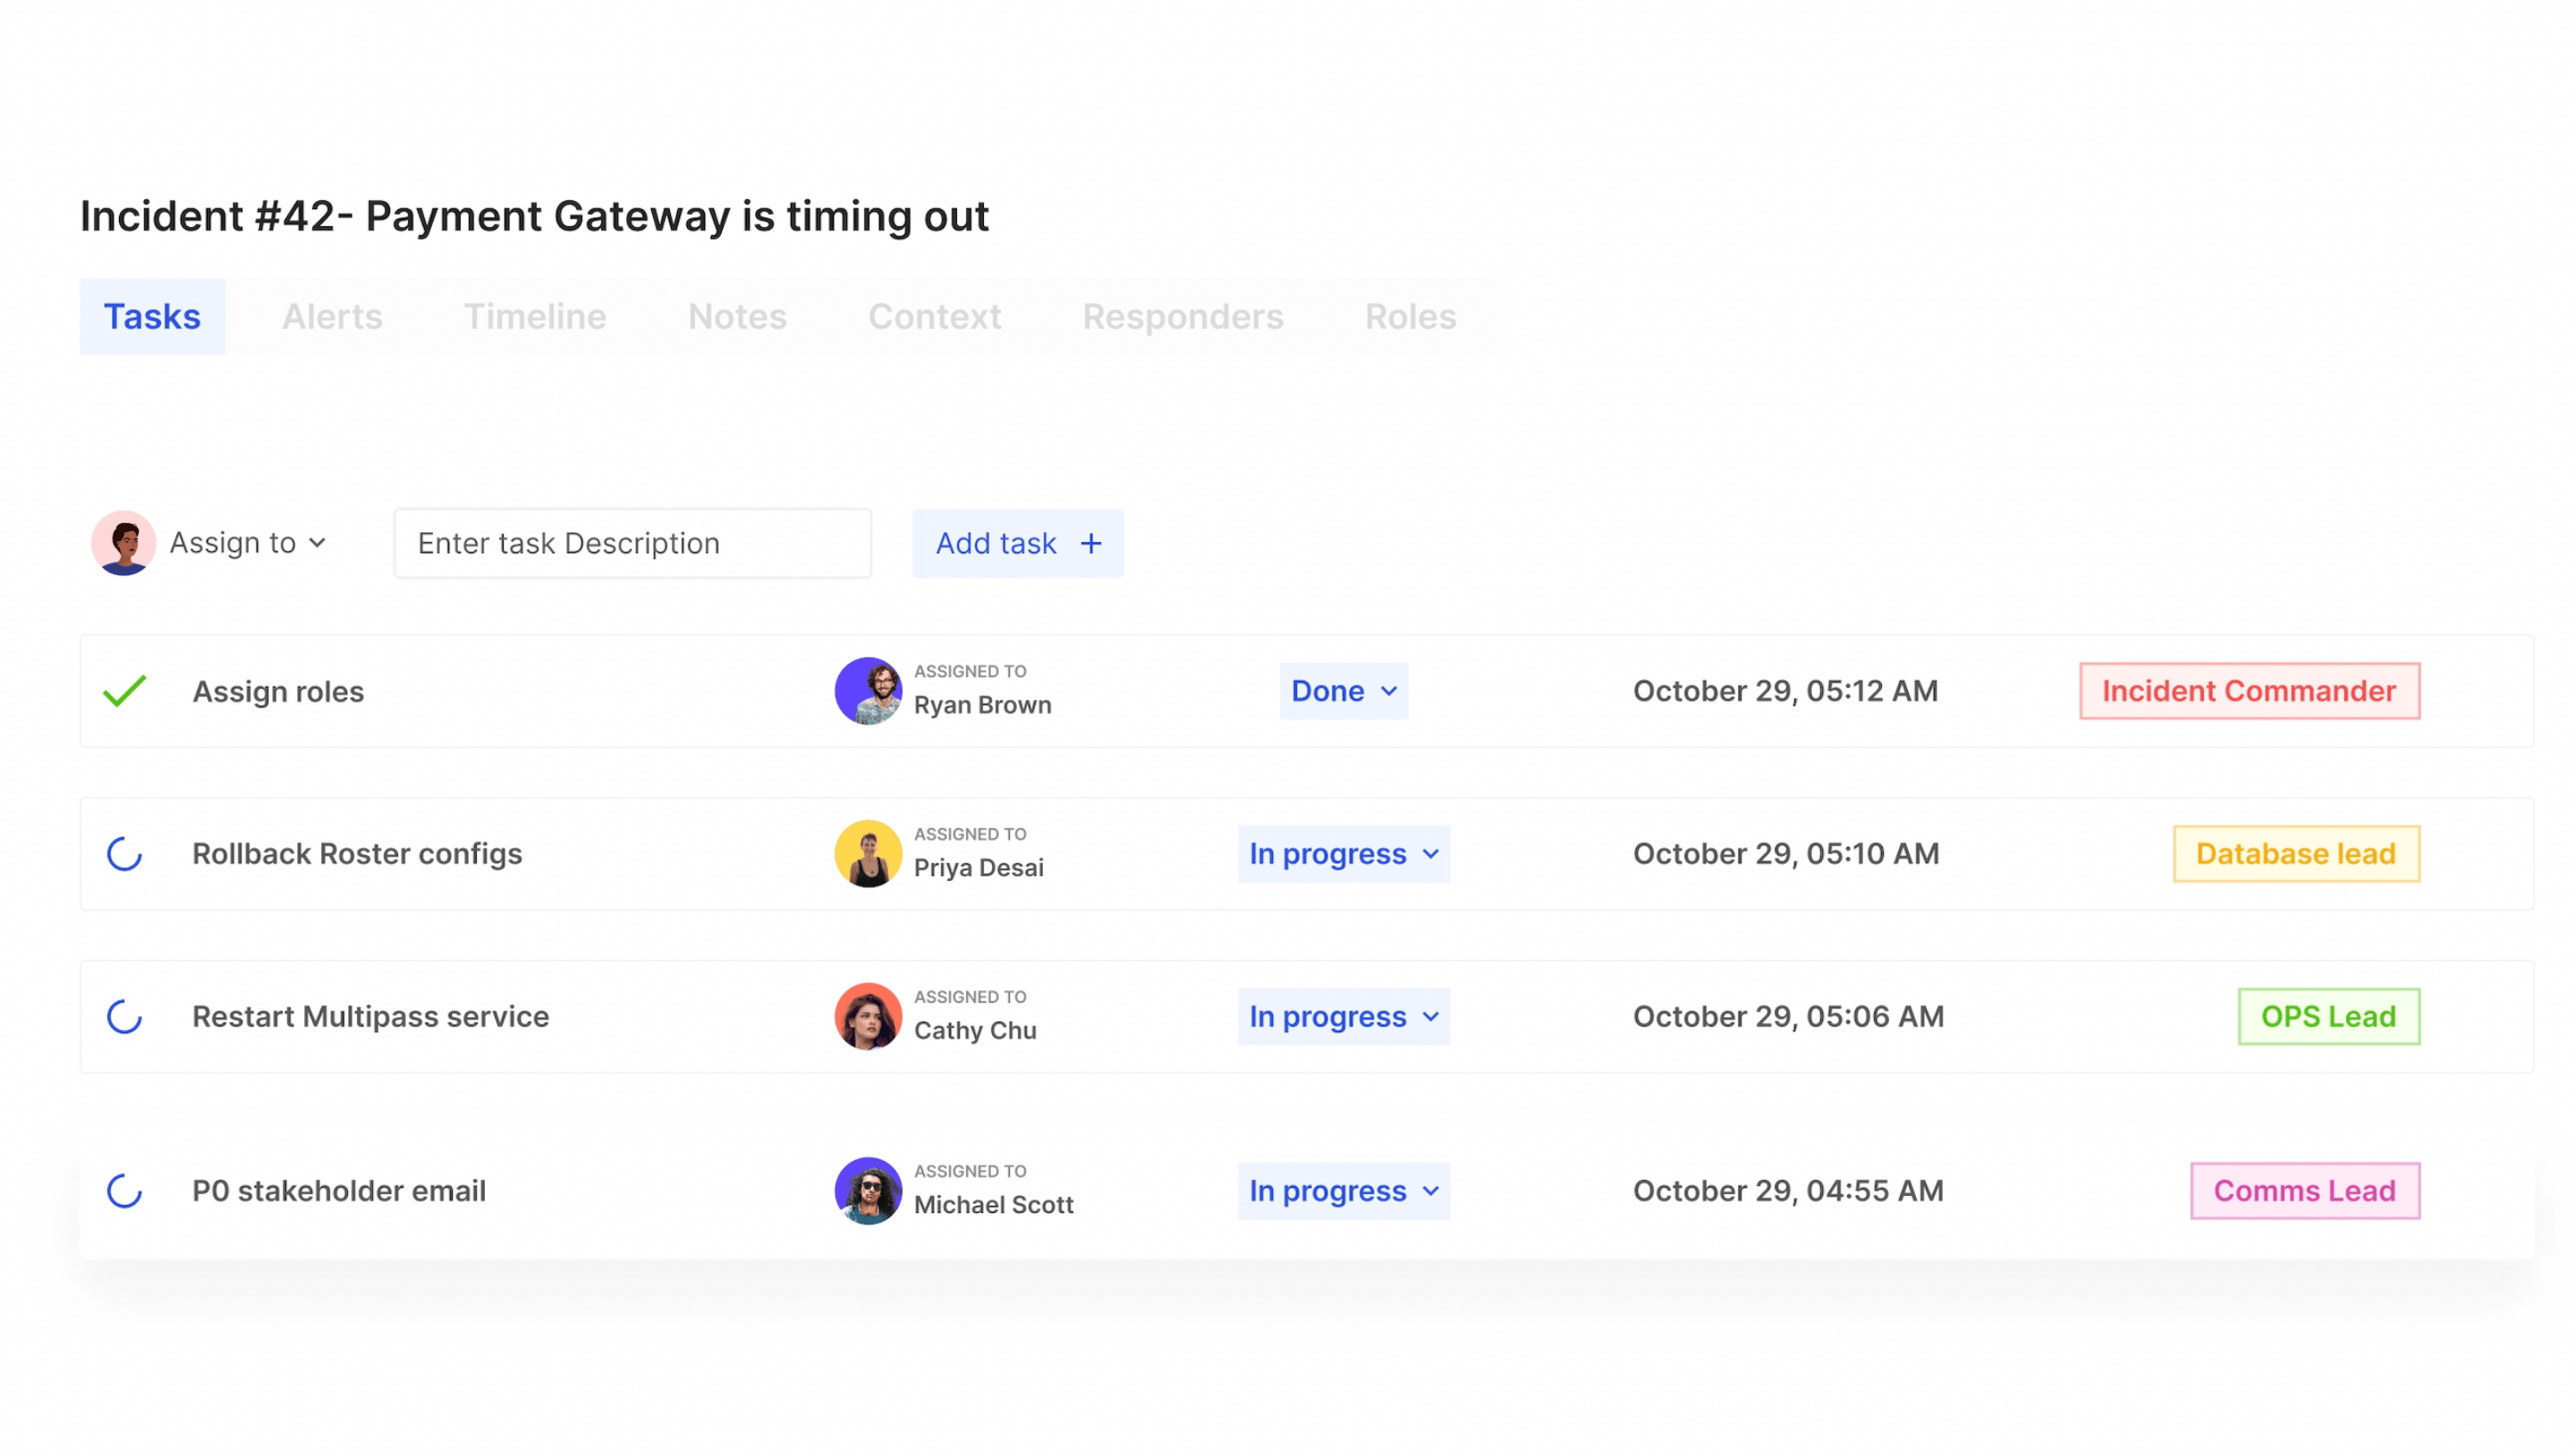 Incident #42- Payment Gateway is timing out
Tasks Alerts Timeline Notes Context Responders Roles
Assign to Enter task Description Add task +
Assign roles ASSIGNED TO Ryan Brown Done October 29, 05:12 AM Incident Commander
Rollback Roster configs ASSIGNED TO Priya Desai In progress October 29, 05:10 AM Database lead
Restart Multipass service ASSIGNED TO Cathy Chu In progress October 29, 05:06 AM OPS Lead
P0 stakeholder email ASSIGNED TO Michael Scott In progress October 29, 04:55 AM Comms Lead